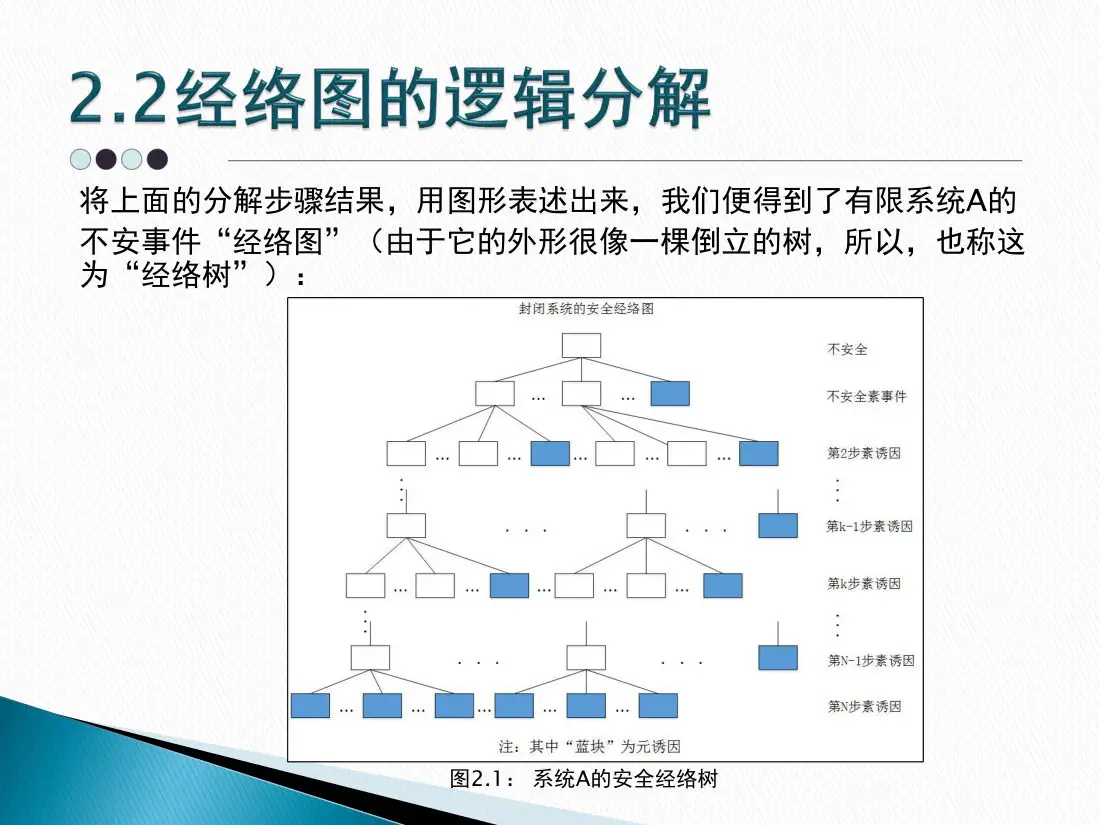 2.2经络图的逻辑分解
将上面的分解步骤结果，用图形表述出来，我们便得到了有限系统A的
不安事件“经络图”（由于它的外形很像一棵倒立的树，所以，也称这
为“经络树”）：
封闭系统的安全经络图
不安全
... ... 不安全素事件
... ... ... ... ... 第2步素诱因
... ... 第k-1步素诱因
... ... ... ... ... 第k步素诱因
... ... 第N-1步素诱因
... ... ... ... ... 第N步素诱因
注：其中“蓝块”为元诱因
图2.1： 系统A的安全经络树